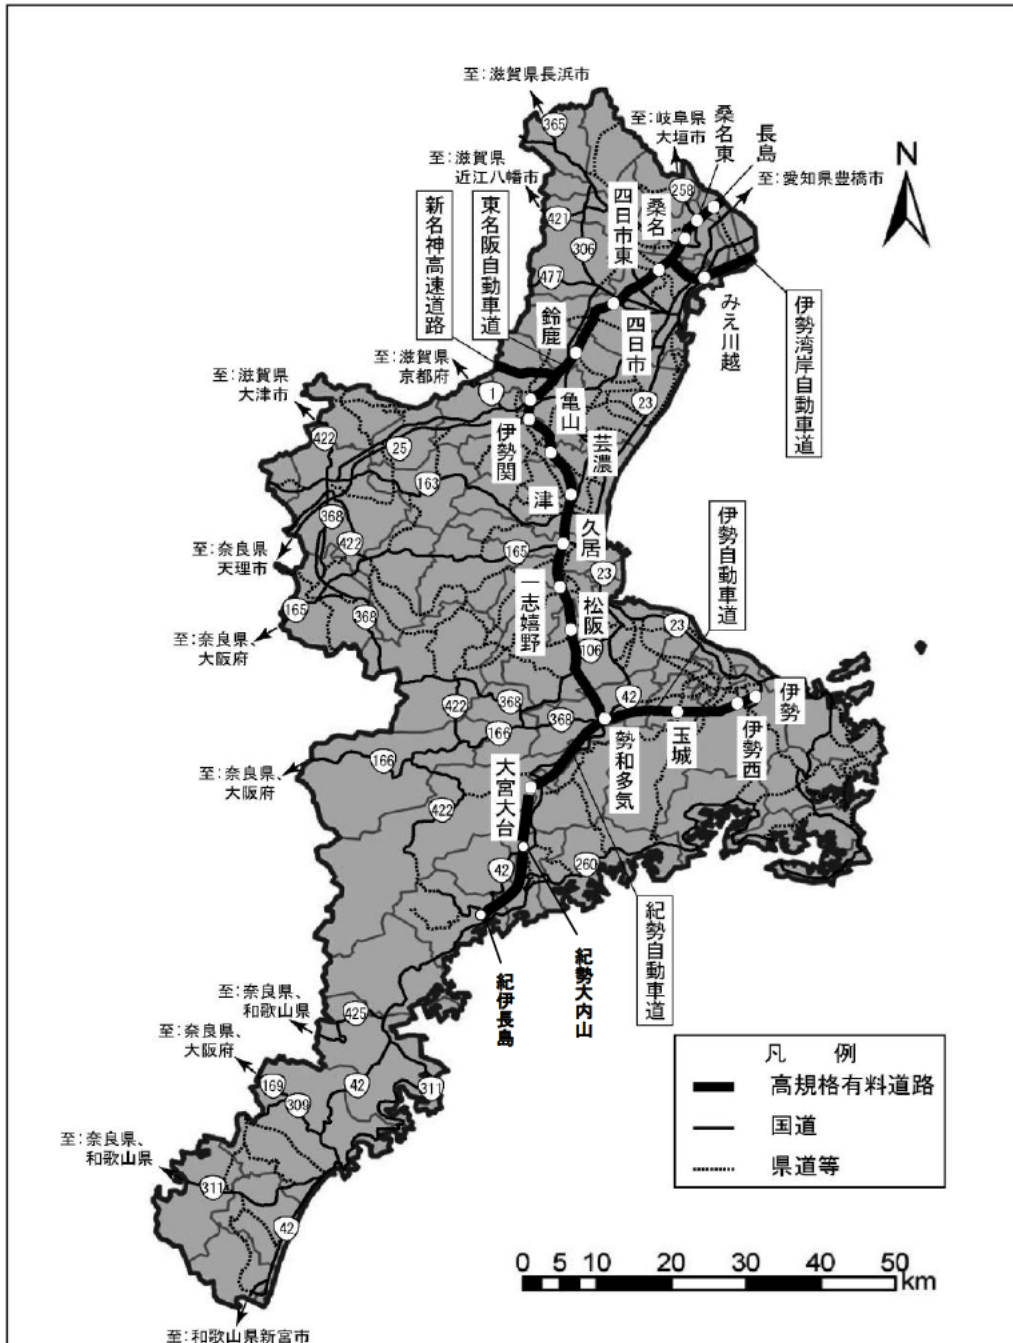 至：滋賀県長浜市
365
至：岐阜県
大垣市
桑名東
長島
至：愛知県豊橋市
N
至：滋賀県
近江八幡市
258
421
四日市東
桑名
新名神高速道路
東名阪自動車道
306
477
鈴鹿
四日市
みえ川越
伊勢湾岸自動車道
至：滋賀県
京都府
至：滋賀県
大津市
1
23
亀山
伊勢関
422
25
芸濃
163
津
368
422
久居
165
伊勢自動車道
至：奈良県
天理市
23
一志嬉野
松阪
165
368
23
至：奈良県、
大阪府
106
42
伊勢
422
368
368
166
伊勢西
玉城
勢和多気
166
至：奈良県、
大阪府
大宮大台
422
42
260
紀勢自動車道
紀勢大内山
紀伊長島
至：奈良県、
和歌山県
425
至：奈良県、
大阪府
169
42
311
309
凡　例
高規格有料道路
国道
県道等
至：奈良県、
和歌山県
311
42
0 5 10 20 30 40 50
km
至：和歌山県新宮市